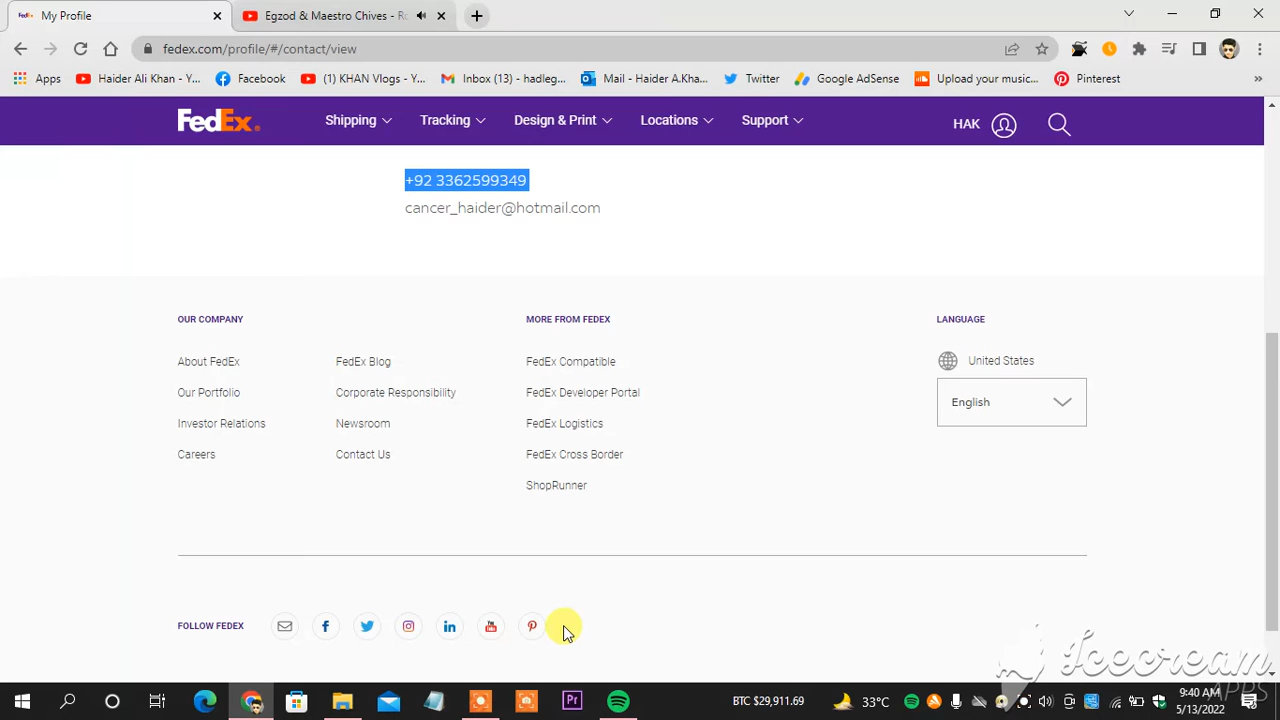 My Profile
Egzod & Maestro Chives - Ro
fedex.com/profile/#/contact/view
Apps
Haider Ali Khan - Y...
Facebook
(1) KHAN Vlogs - Y...
Inbox (13) - hadleg...
Mail - Haider A.Kha...
Twitter
Google AdSense
Upload your music...
Pinterest
»
FedEx®
Shipping
Tracking
Design & Print
Locations
Support
HAK
+92 3362599349
cancer_haider@hotmail.com
OUR COMPANY
MORE FROM FEDEX
LANGUAGE
About FedEx
FedEx Blog
FedEx Compatible
United States
Our Portfolio
Corporate Responsibility
FedEx Developer Portal
English
Investor Relations
Newsroom
FedEx Logistics
Careers
Contact Us
FedEx Cross Border
ShopRunner
FOLLOW FEDEX
Icecream
APPS
Pr
BTC $29,911.69
33°C
9:40 AM
5/13/2022